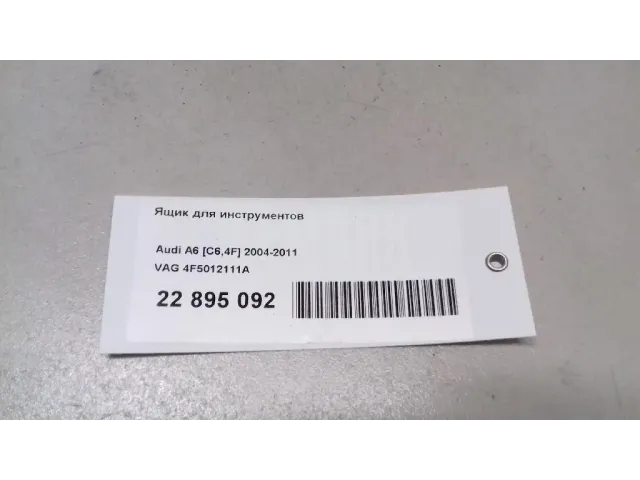 Ящик для инструментов
Audi A6 [C6,4F] 2004-2011
VAG 4F5012111A
22 895 092